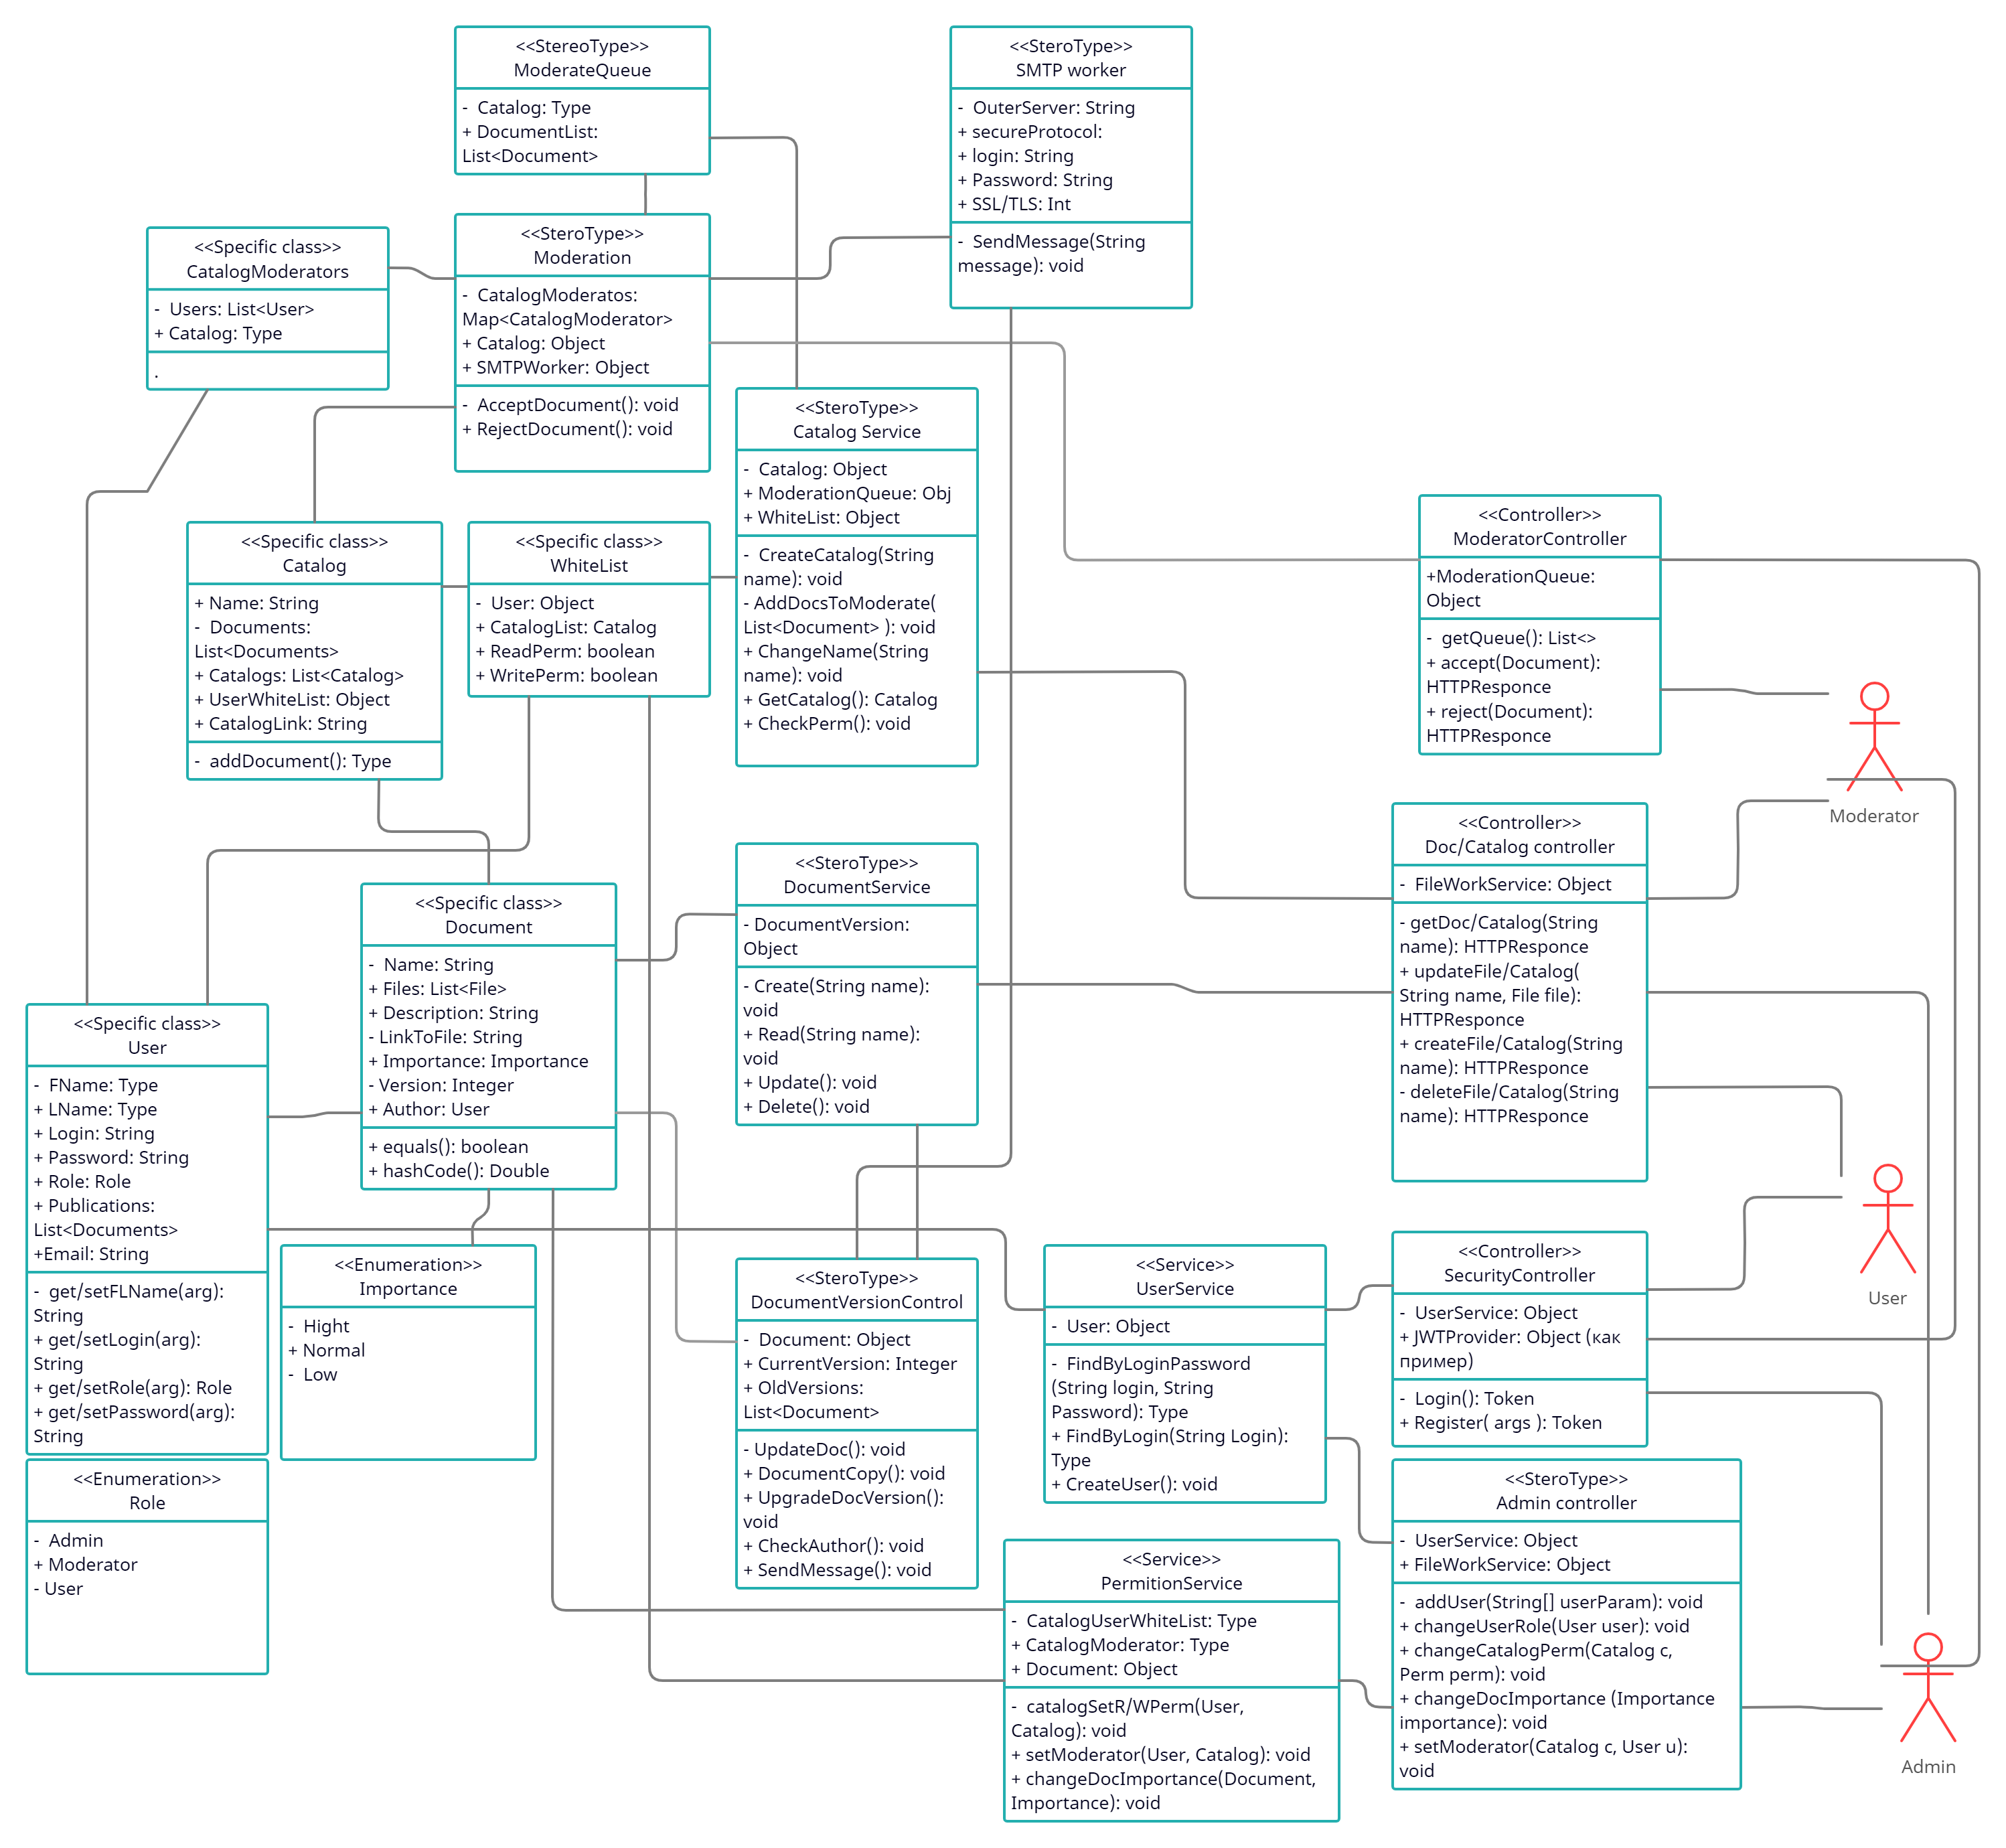 <<StereoType>>
ModerateQueue
-  Catalog: Type
+ DocumentList:
List<Document>
<<SteroType>>
SMTP worker
-  OuterServer: String
+ secureProtocol:
+ login: String
+ Password: String
+ SSL/TLS: Int
-  SendMessage(String
message): void
<<Specific class>>
CatalogModerators
-  Users: List<User>
+ Catalog: Type
.
<<SteroType>>
Moderation
-  CatalogModeratos:
Map<CatalogModerator>
+ Catalog: Object
+ SMTPWorker: Object
-  AcceptDocument(): void
+ RejectDocument(): void
<<SteroType>>
Catalog Service
-  Catalog: Object
+ ModerationQueue: Obj
+ WhiteList: Object
-  CreateCatalog(String
name): void
- AddDocsToModerate(
List<Document> ): void
+ ChangeName(String
name): void
+ GetCatalog(): Catalog
+ CheckPerm(): void
<<Specific class>>
Catalog
+ Name: String
-  Documents:
List<Documents>
+ Catalogs: List<Catalog>
+ UserWhiteList: Object
+ CatalogLink: String
-  addDocument(): Type
<<Specific class>>
WhiteList
-  User: Object
+ CatalogList: Catalog
+ ReadPerm: boolean
+ WritePerm: boolean
<<Controller>>
ModeratorController
+ModerationQueue:
Object
-  getQueue(): List<>
+ accept(Document):
HTTPResponce
+ reject(Document):
HTTPResponce
Moderator
<<Controller>>
Doc/Catalog controller
-  FileWorkService: Object
- getDoc/Catalog(String
name): HTTPResponce
+ updateFile/Catalog(
String name, File file):
HTTPResponce
+ createFile/Catalog(String
name): HTTPResponce
- deleteFile/Catalog(String
name): HTTPResponce
<<SteroType>>
DocumentService
- DocumentVersion:
Object
- Create(String name):
void
+ Read(String name):
void
+ Update(): void
+ Delete(): void
<<Specific class>>
Document
-  Name: String
+ Files: List<File>
+ Description: String
- LinkToFile: String
+ Importance: Importance
- Version: Integer
+ Author: User
+ equals(): boolean
+ hashCode(): Double
<<Specific class>>
User
-  FName: Type
+ LName: Type
+ Login: String
+ Password: String
+ Role: Role
+ Publications:
List<Documents>
+Email: String
-  get/setFLName(arg):
String
+ get/setLogin(arg):
String
+ get/setRole(arg): Role
+ get/setPassword(arg):
String
<<Enumeration>>
Importance
-  Hight
+ Normal
-  Low
<<Enumeration>>
Role
-  Admin
+ Moderator
- User
<<SteroType>>
DocumentVersionControl
-  Document: Object
+ CurrentVersion: Integer
+ OldVersions:
List<Document>
- UpdateDoc(): void
+ DocumentCopy(): void
+ UpgradeDocVersion():
void
+ CheckAuthor(): void
+ SendMessage(): void
<<Service>>
UserService
-  User: Object
-  FindByLoginPassword
(String login, String
Password): Type
+ FindByLogin(String Login):
Type
+ CreateUser(): void
<<Controller>>
SecurityController
-  UserService: Object
+ JWTProvider: Object (как
пример)
-  Login(): Token
+ Register( args ): Token
User
<<Service>>
PermitionService
-  CatalogUserWhiteList: Type
+ CatalogModerator: Type
+ Document: Object
-  catalogSetR/WPerm(User,
Catalog): void
+ setModerator(User, Catalog): void
+ changeDocImportance(Document,
Importance): void
<<SteroType>>
Admin controller
-  UserService: Object
+ FileWorkService: Object
-  addUser(String[] userParam): void
+ changeUserRole(User user): void
+ changeCatalogPerm(Catalog c,
Perm perm): void
+ changeDocImportance (Importance
importance): void
+ setModerator(Catalog c, User u):
void
Admin